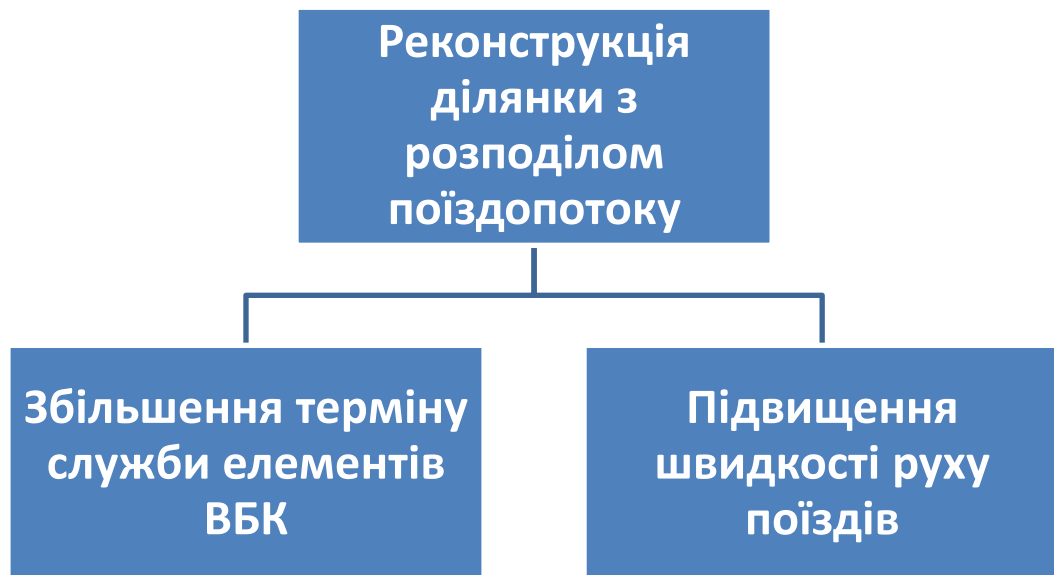 Реконструкція
ділянки з
розподілом
поїздопотоку
Збільшення терміну
служби елементів
ВБК
Підвищення
швидкості руху
поїздів